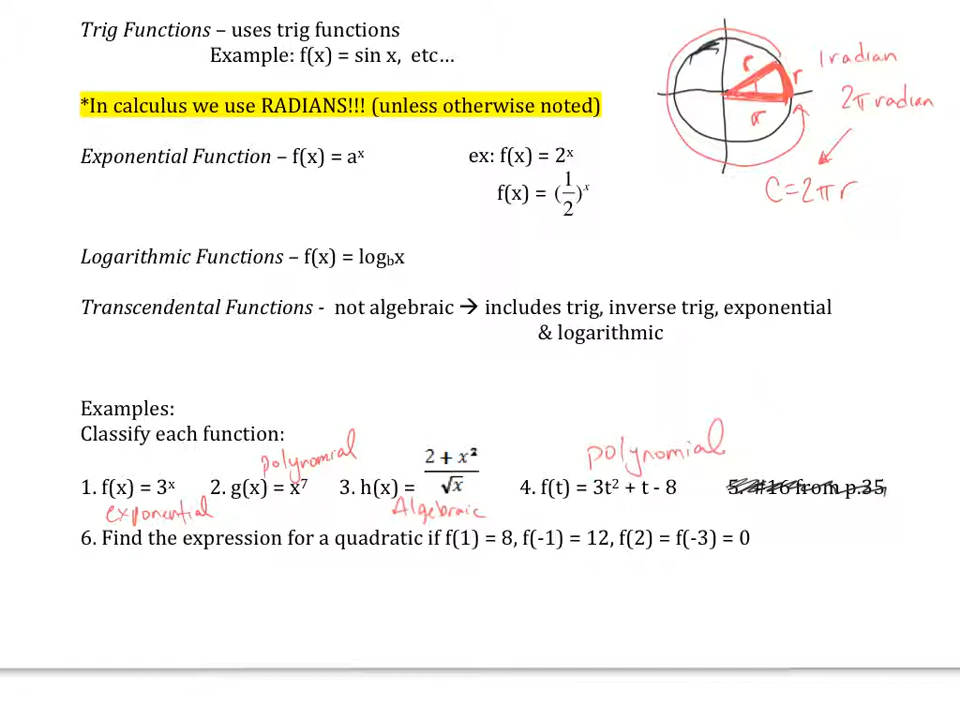 Trig Functions – uses trig functions
Example: f(x) = sin x, etc…
r
r
r
1 radian
2π radian
C = 2πr
*In calculus we use RADIANS!!! (unless otherwise noted)
Exponential Function – f(x) = aˣ ex: f(x) = 2ˣ
f(x) = (1/2)ˣ
Logarithmic Functions – f(x) = log_b x
Transcendental Functions - not algebraic → includes trig, inverse trig, exponential
& logarithmic
Examples:
Classify each function:
polynomial
polynomial
1. f(x) = 3ˣ 2. g(x) = x⁷ 3. h(x) = (2 + x²)/√x 4. f(t) = 3t² + t - 8 5. #16 from p.35
exponential Algebraic
6. Find the expression for a quadratic if f(1) = 8, f(-1) = 12, f(2) = f(-3) = 0